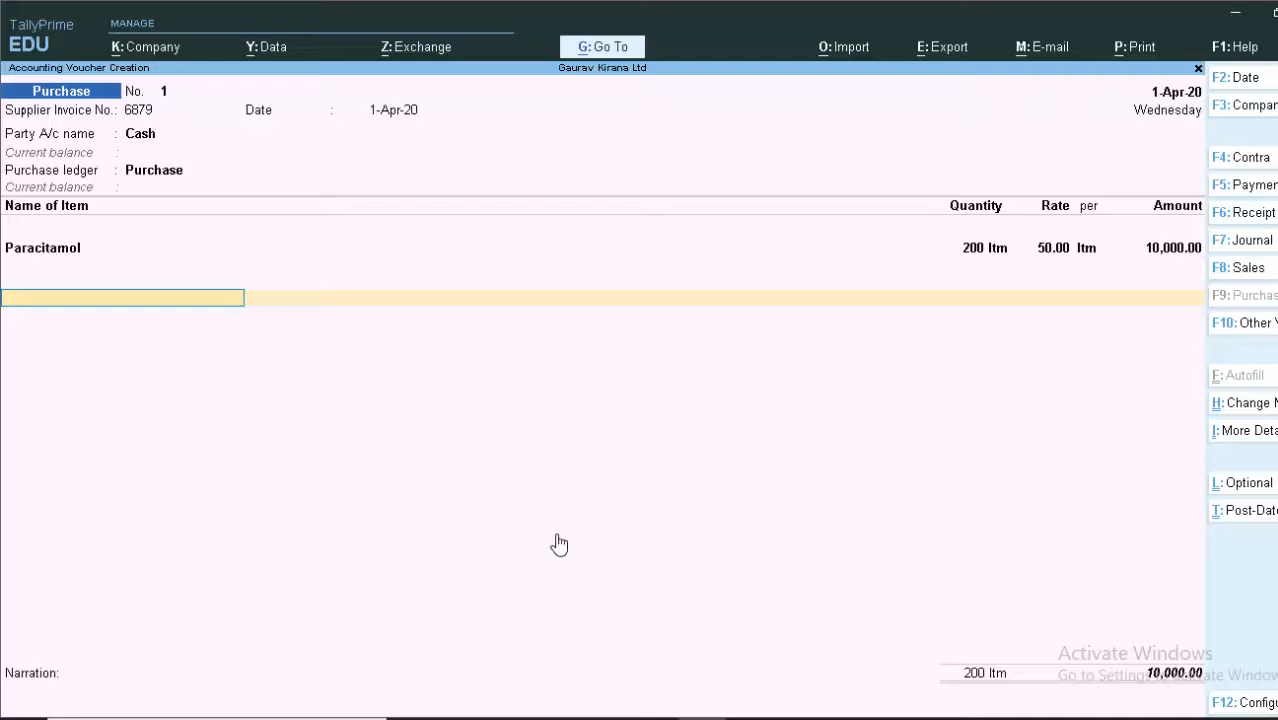 TallyPrime
EDU
MANAGE
K: Company Y: Data Z: Exchange G: Go To O: Import E: Export M: E-mail P: Print F1: Help
Accounting Voucher Creation Gaurav Kirana Ltd x
Purchase No. 1 1-Apr-20
Supplier Invoice No.: 6879 Date : 1-Apr-20 Wednesday
Party A/c name : Cash
Current balance :
Purchase ledger : Purchase
Current balance :
Name of Item Quantity Rate per Amount
Paracitamol 200 Itm 50.00 Itm 10,000.00
Narration: 200 Itm 10,000.00
F2: Date
F3: Compan
F4: Contra
F5: Paymen
F6: Receipt
F7: Journal
F8: Sales
F9: Purchas
F10: Other
F: Autofill
H: Change
I: More Deta
L: Optional
T: Post-Date
F12: Configu
Activate Windows
Go to Settings to activate Window